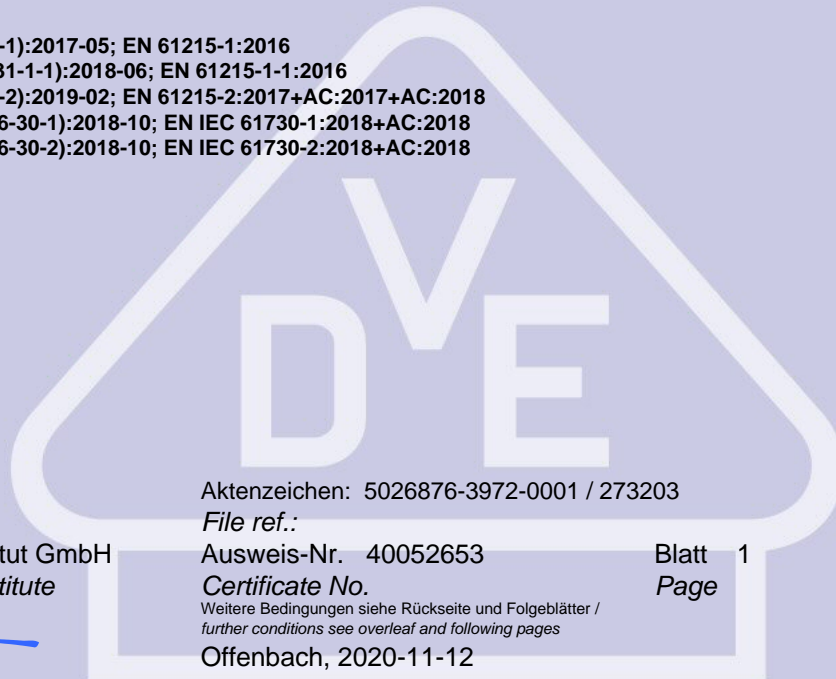 -1):2017-05; EN 61215-1:2016
31-1-1):2018-06; EN 61215-1-1:2016
-2):2019-02; EN 61215-2:2017+AC:2017+AC:2018
6-30-1):2018-10; EN IEC 61730-1:2018+AC:2018
6-30-2):2018-10; EN IEC 61730-2:2018+AC:2018
DVE
Aktenzeichen: 5026876-3972-0001 / 273203
File ref.:
tut GmbH Ausweis-Nr. 40052653 Blatt 1
titute Certificate No. Page
Weitere Bedingungen siehe Rückseite und Folgeblätter /
further conditions see overleaf and following pages
Offenbach, 2020-11-12